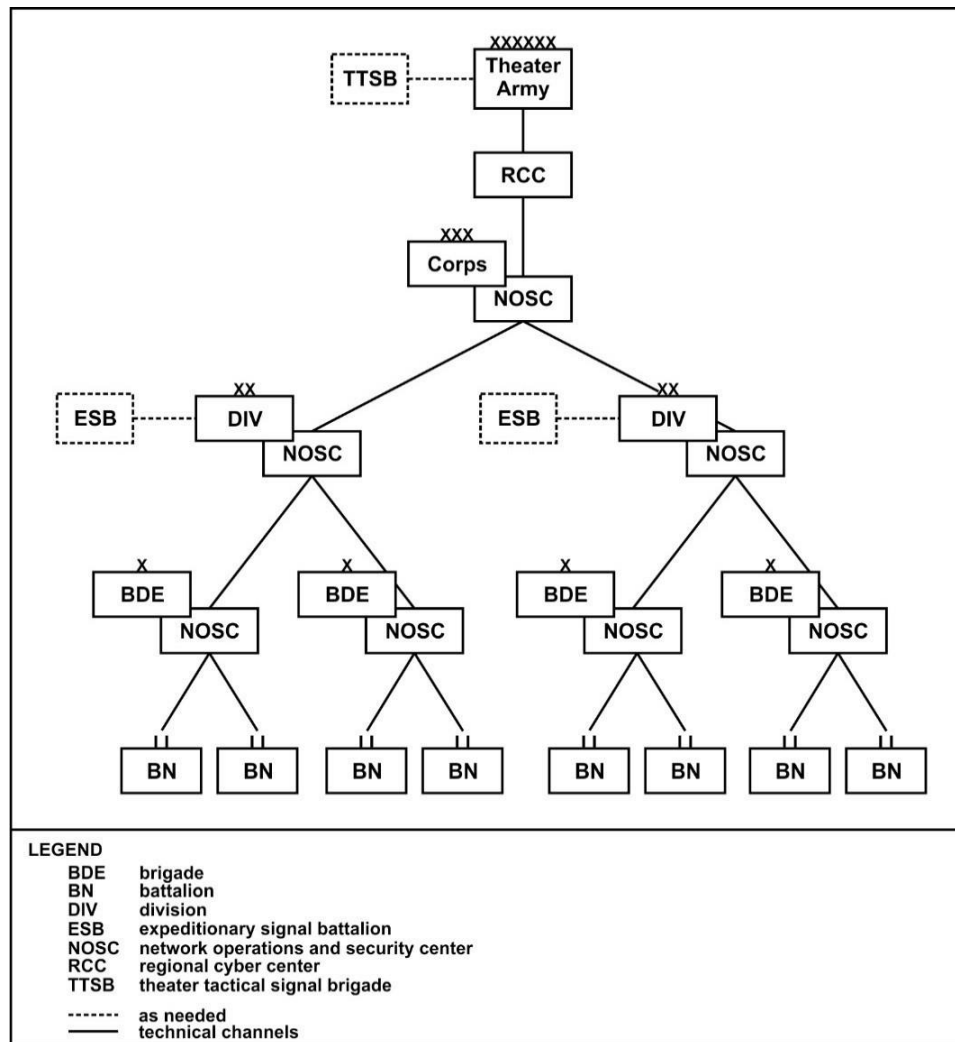 XXXXXX
TTSB
Theater
Army
RCC
XXX
Corps
NOSC
XX
ESB
DIV
NOSC
XX
ESB
DIV
NOSC
X
BDE
NOSC
X
BDE
NOSC
X
BDE
NOSC
X
BDE
NOSC
II II II II II II II II
BN BN BN BN BN BN BN BN
LEGEND
BDE brigade
BN battalion
DIV division
ESB expeditionary signal battalion
NOSC network operations and security center
RCC regional cyber center
TTSB theater tactical signal brigade
as needed
technical channels